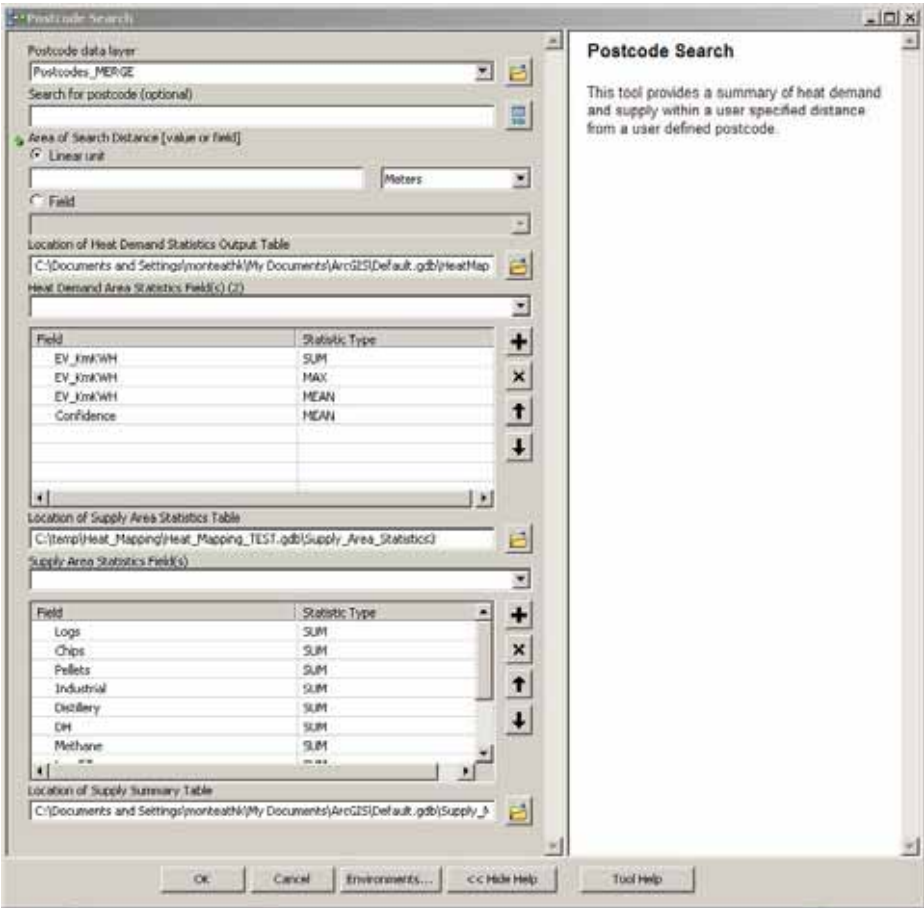 Postcode Search
Postcode data layer
Postcodes_MERGE
Search for postcode (optional)
Area of Search Distance [value or field]
Linear unit
Meters
Field
Location of Heat Demand Statistics Output Table
C:\Documents and Settings\monteathk\My Documents\ArcGIS\Default.gdb\HeatMap
Heat Demand Area Statistics Field(s) (2)
Field Statistic Type
EV_KmKWH SUM
EV_KmKWH MAX
EV_KmKWH MEAN
Confidence MEAN
Location of Supply Area Statistics Table
C:\temp\Heat_Mapping\Heat_Mapping_TEST.gdb\Supply_Area_Statistics3
Supply Area Statistics Field(s)
Field Statistic Type
Logs SUM
Chips SUM
Pellets SUM
Industrial SUM
Distillery SUM
DH SUM
Methane SUM
Location of Supply Summary Table
C:\Documents and Settings\monteathk\My Documents\ArcGIS\Default.gdb\Supply_M
OK Cancel Environments... << Hide Help Tool Help
Postcode Search
This tool provides a summary of heat demand
and supply within a user specified distance
from a user defined postcode.